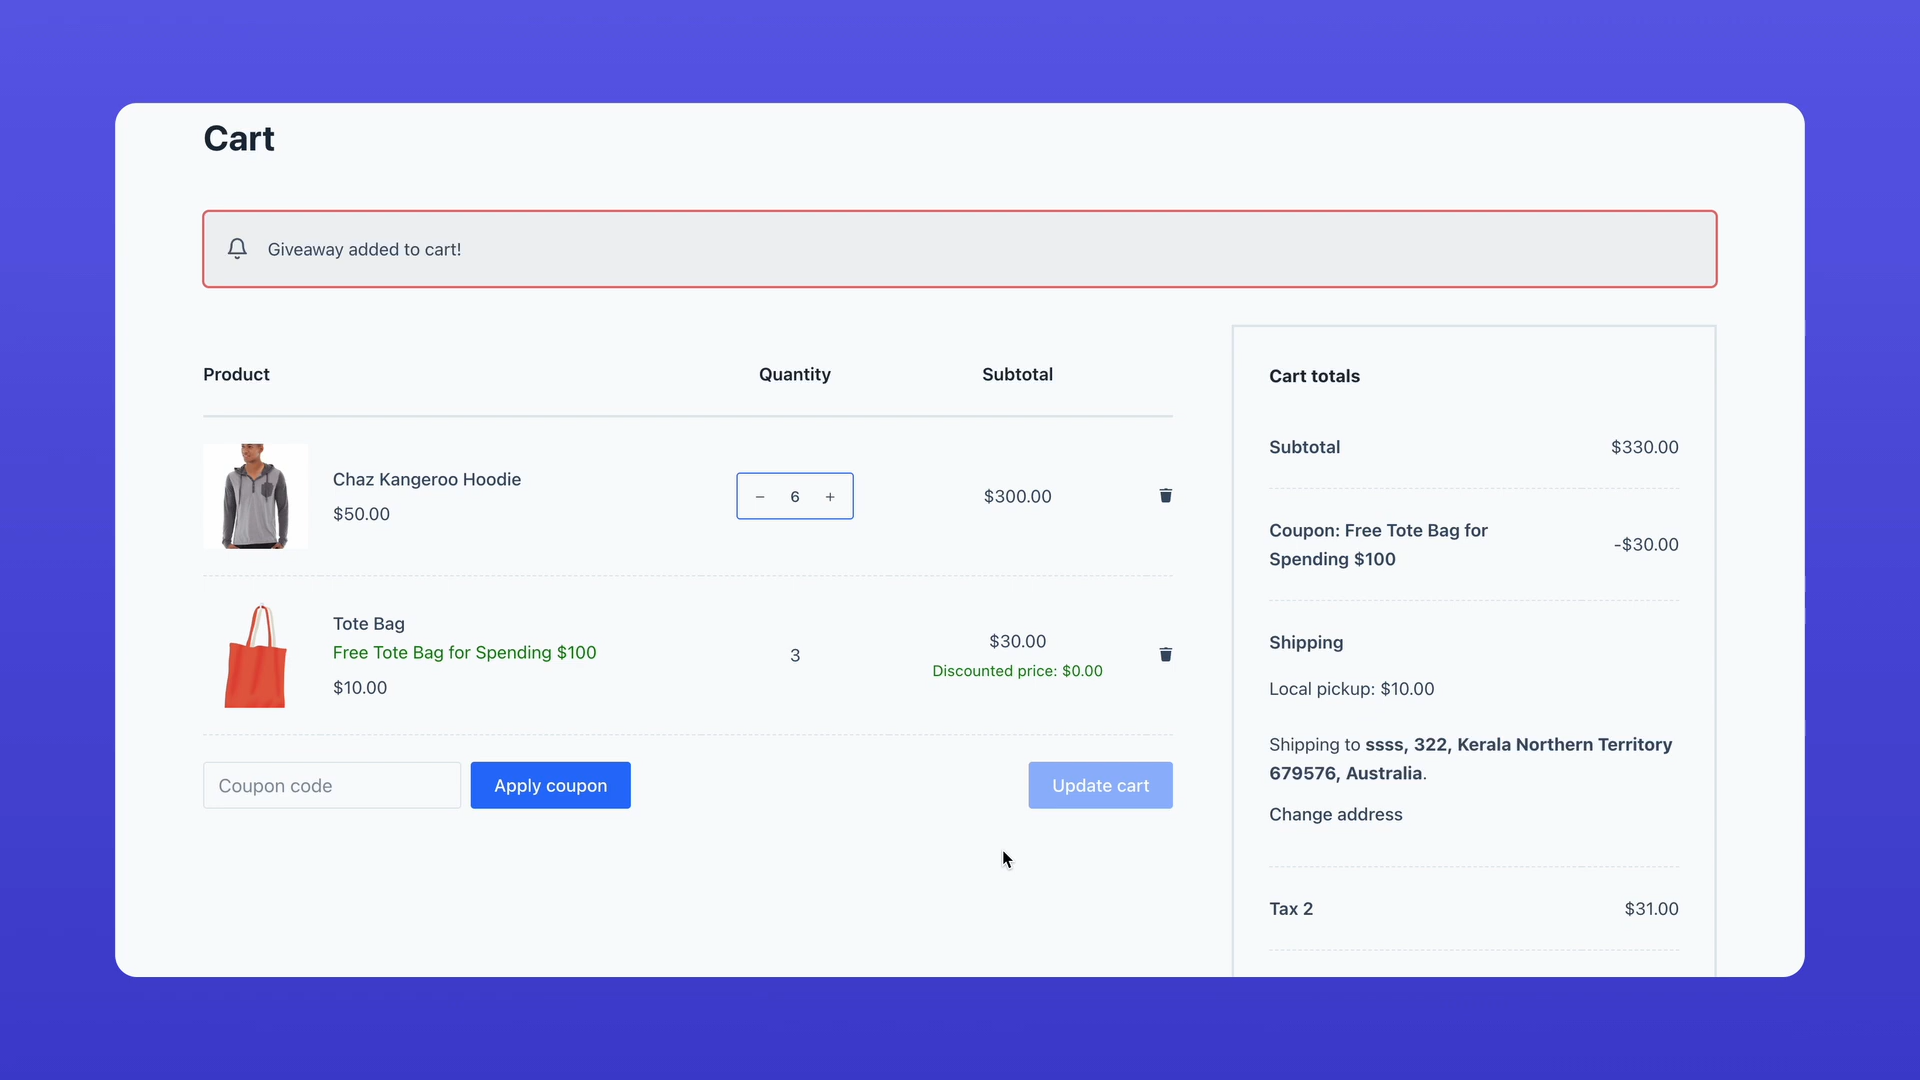 Cart
Giveaway added to cart!
Product Quantity Subtotal
Chaz Kangaroo Hoodie
$50.00
− 6 +
$300.00
Tote Bag
Free Tote Bag for Spending $100
$10.00
3
$30.00
Discounted price: $0.00
Coupon code
Apply coupon
Update cart
Cart totals
Subtotal $330.00
Coupon: Free Tote Bag for
Spending $100
-$30.00
Shipping
Local pickup: $10.00
Shipping to ssss, 322, Kerala Northern Territory
679576, Australia.
Change address
Tax 2 $31.00